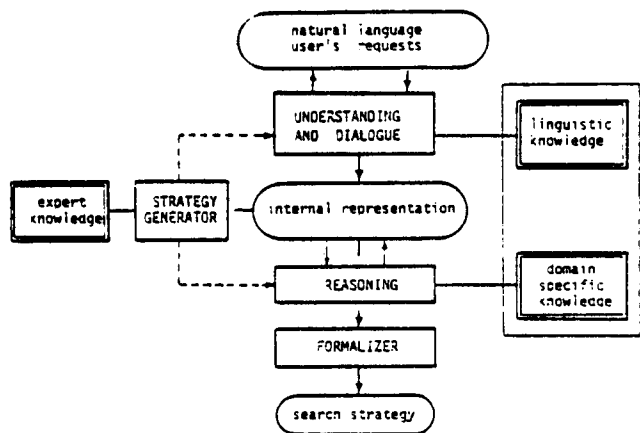 natural language
user's requests
UNDERSTANDING
AND DIALOGUE
linguistic
knowledge
expert
knowledge
STRATEGY
GENERATOR
internal representation
REASONING
domain
specific
knowledge
FORMALIZER
search strategy